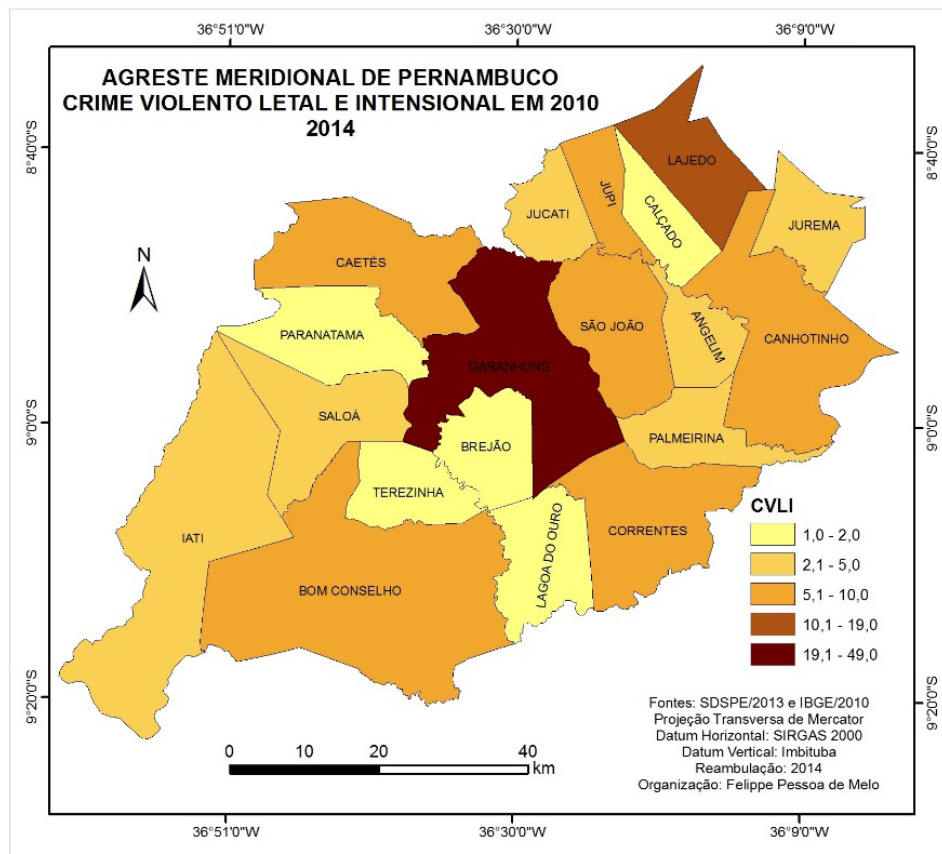 36°51'0"W
36°30'0"W
36°9'0"W
AGRESTE MERIDIONAL DE PERNAMBUCO
CRIME VIOLENTO LETAL E INTENSIONAL EM 2010
2014
8°40'0"S
8°40'0"S
LAJEDO
JUCATI
JUPI
CALÇADO
JUREMA
N
CAETÉS
PARANATAMA
SÃO JOÃO
ANGELIM
CANHOTINHO
GARANHUNS
SALOÁ
9°0'0"S
9°0'0"S
BREJÃO
PALMEIRINA
TEREZINHA
IATI
LAGOA DO OURO
CORRENTES
BOM CONSELHO
CVLI
1,0 - 2,0
2,1 - 5,0
5,1 - 10,0
10,1 - 19,0
19,1 - 49,0
9°20'0"S
9°20'0"S
Fontes: SDSPE/2013 e IBGE/2010
Projeção Transversa de Mercator
Datum Horizontal: SIRGAS 2000
Datum Vertical: Imbituba
Reambulação: 2014
Organização: Felippe Pessoa de Melo
0 10 20 40
km
36°51'0"W
36°30'0"W
36°9'0"W